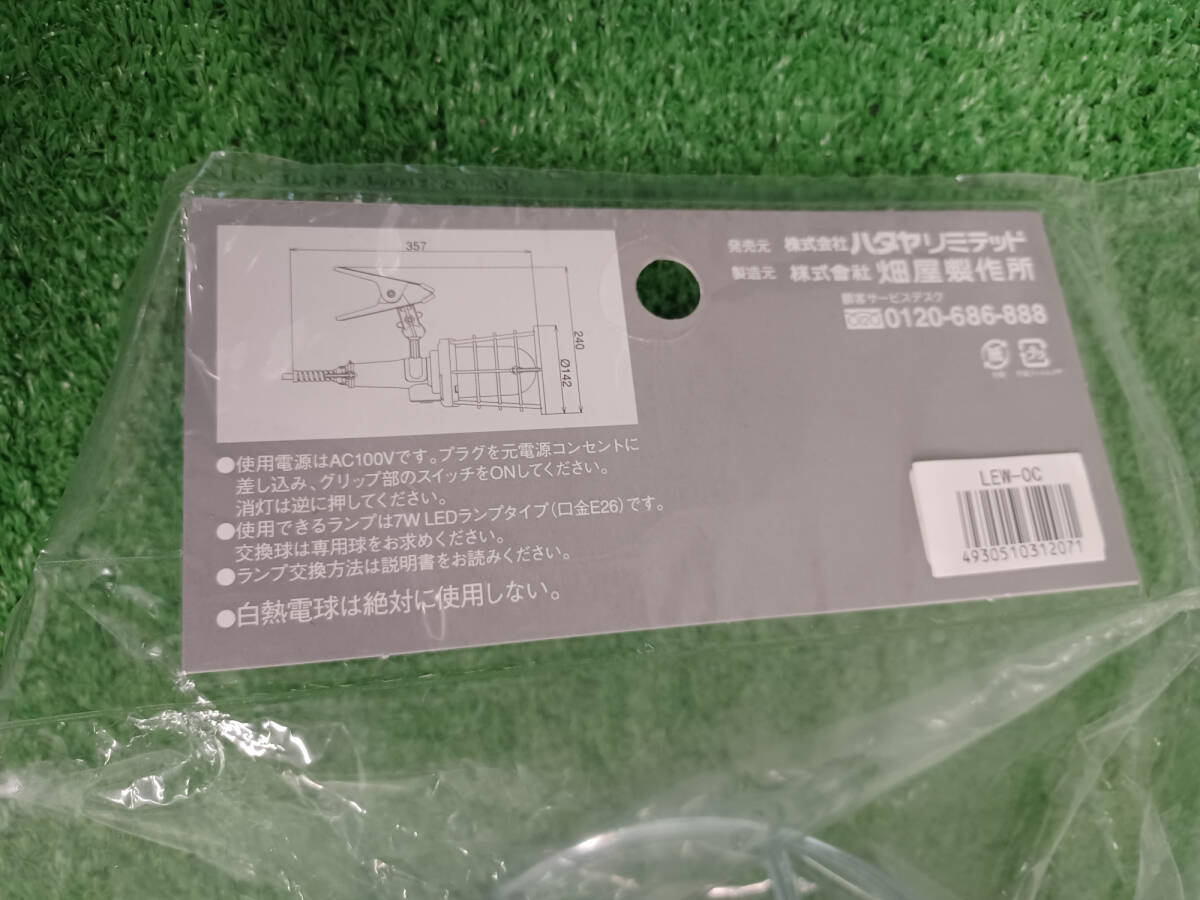 357
240
Ø142
発売元 株式会社ハタヤリミテッド
製造元 株式会社 畑屋製作所
顧客サービスデスク
0120-686-888
●使用電源はAC100Vです。プラグを元電源コンセントに
差し込み、グリップ部のスイッチをONしてください。
消灯は逆に押してください。
●使用できるランプは7W LEDランプタイプ(口金E26)です。
交換球は専用球をお求めください。
●ランプ交換方法は説明書をお読みください。
●白熱電球は絶対に使用しない。
LEW-0C
4930510312071